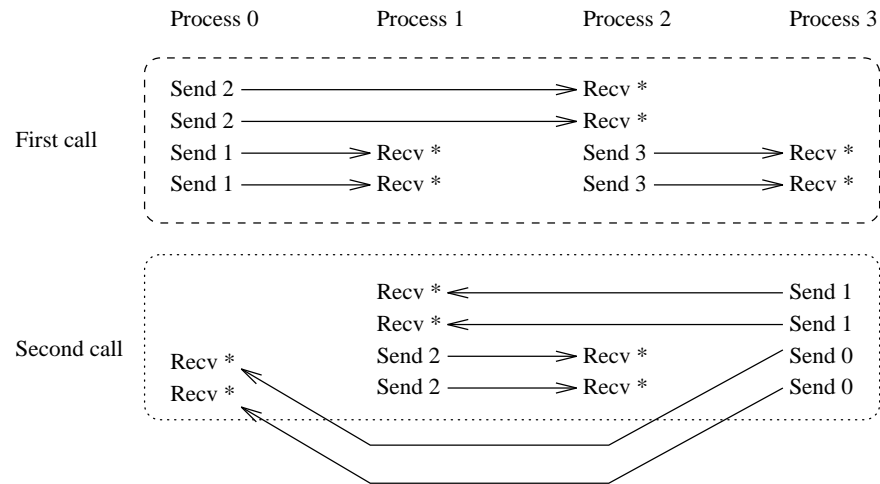 Process 0 Process 1 Process 2 Process 3
Send 2 Recv *
Send 2 Recv *
First call
Send 1 Recv * Send 3 Recv *
Send 1 Recv * Send 3 Recv *
Recv * Send 1
Recv * Send 1
Second call
Send 2 Recv * Send 0
Recv *
Send 2 Recv * Send 0
Recv *